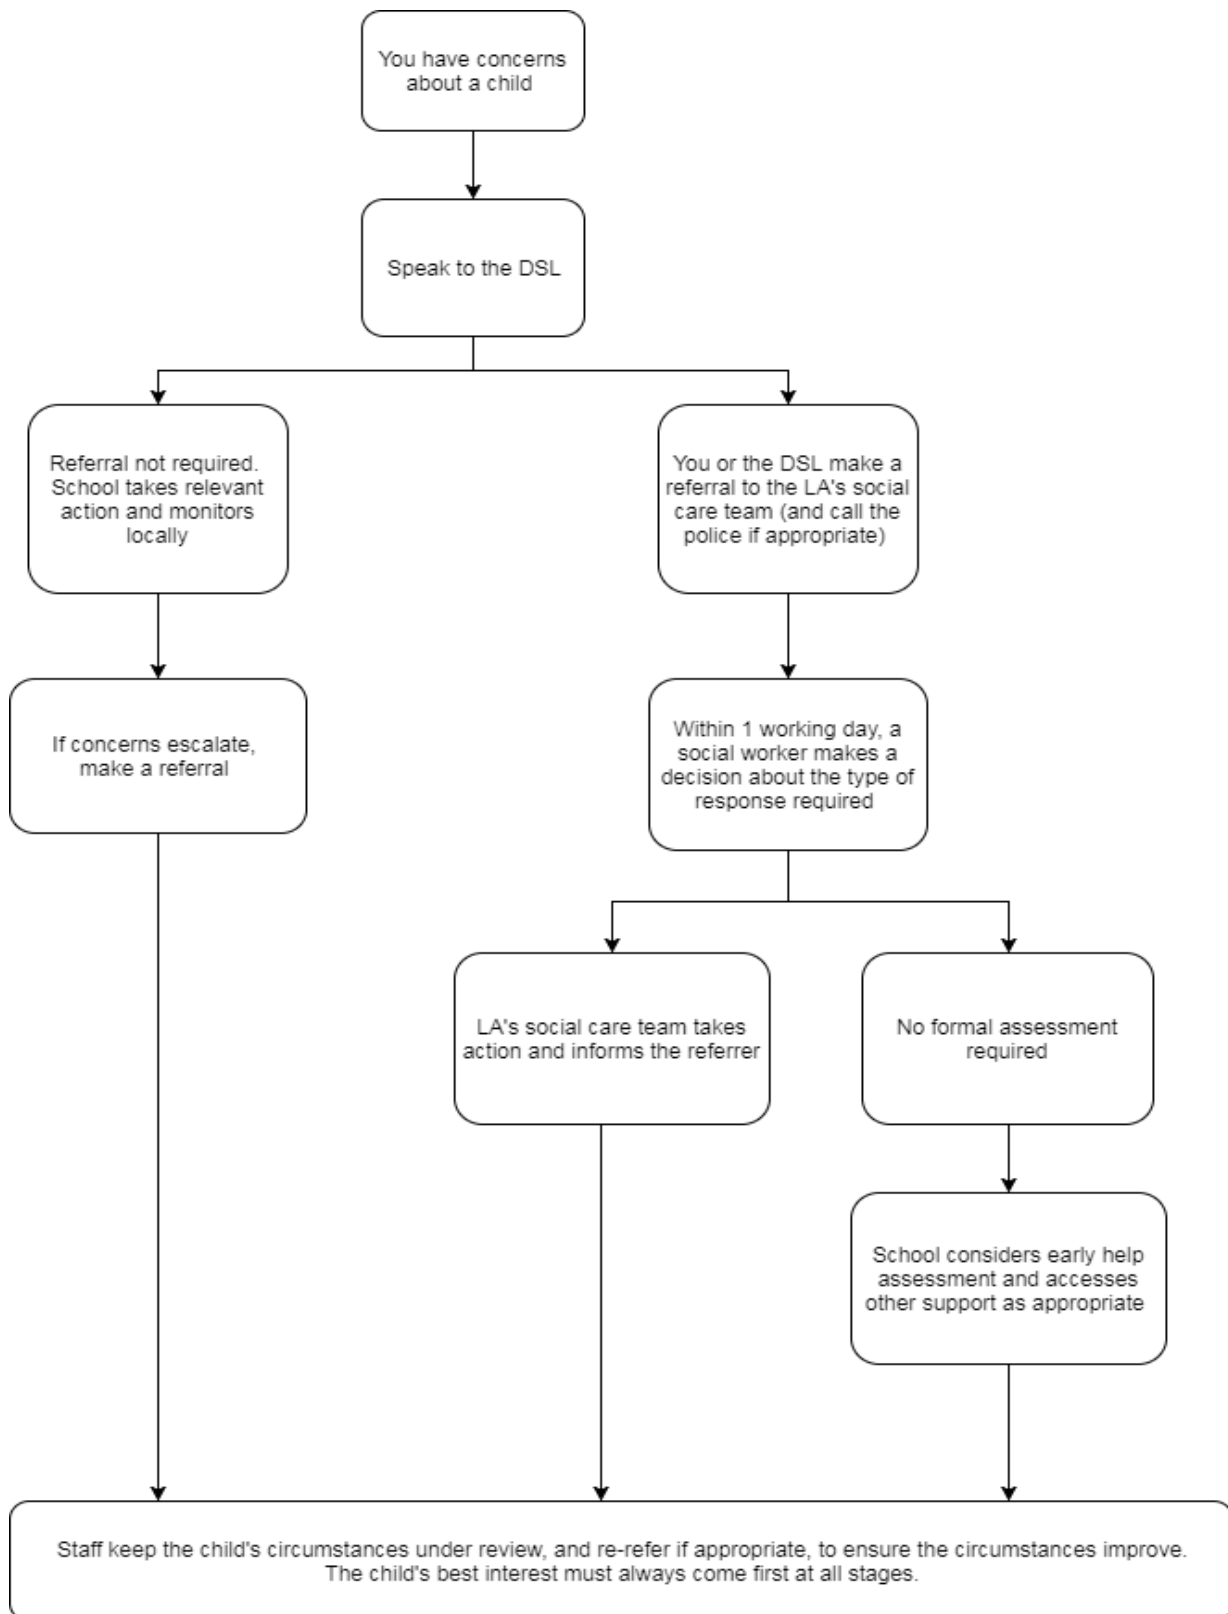 You have concerns
about a child
Speak to the DSL
Referral not required.
School takes relevant
action and monitors
locally
You or the DSL make a
referral to the LA's social
care team (and call the
police if appropriate)
If concerns escalate,
make a referral
Within 1 working day, a
social worker makes a
decision about the type of
response required
LA's social care team takes
action and informs the referrer
No formal assessment
required
School considers early help
assessment and accesses
other support as appropriate
Staff keep the child's circumstances under review, and re-refer if appropriate, to ensure the circumstances improve.
The child's best interest must always come first at all stages.